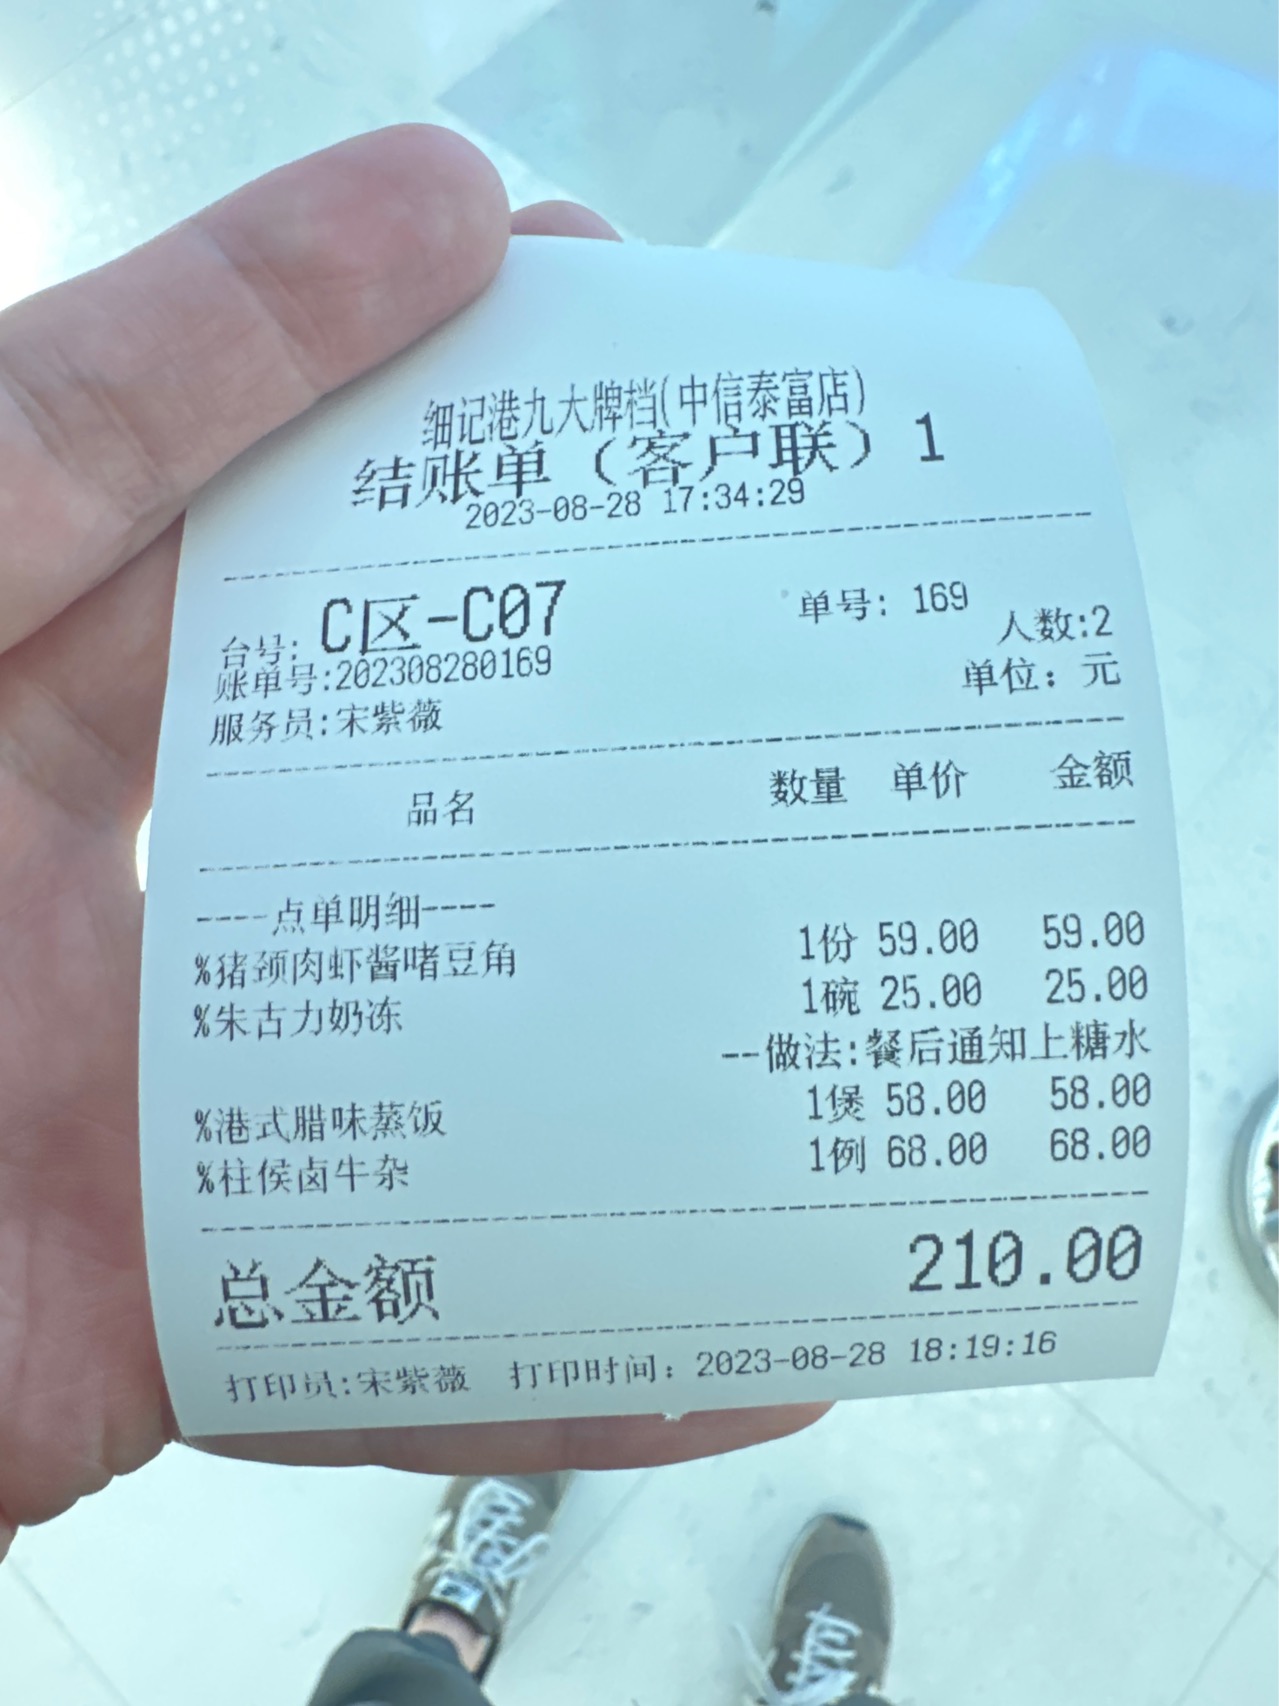 细记港九大牌档(中信泰富店)
结账单（客户联）1
2023-08-28 17:34:29
台号: C区-C07 单号: 169
人数:2
账单号:202308280169
单位: 元
服务员:宋紫薇
品名 数量 单价 金额
----点单明细----
%猪颈肉虾酱啫豆角 1份 59.00 59.00
%朱古力奶冻 1碗 25.00 25.00
--做法:餐后通知上糖水
%港式腊味蒸饭 1煲 58.00 58.00
%柱侯卤牛杂 1例 68.00 68.00
总金额 210.00
打印员:宋紫薇 打印时间: 2023-08-28 18:19:16